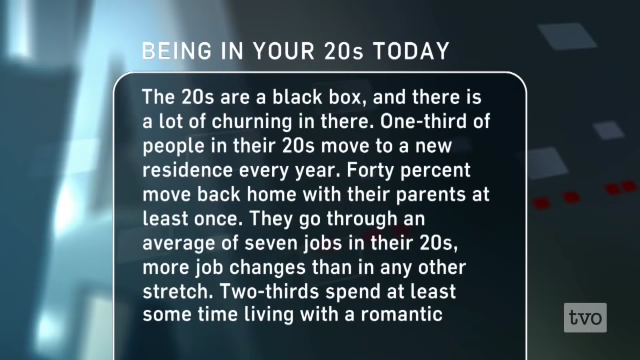 BEING IN YOUR 20s TODAY
The 20s are a black box, and there is
a lot of churning in there. One-third of
people in their 20s move to a new
residence every year. Forty percent
move back home with their parents at
least once. They go through an
average of seven jobs in their 20s,
more job changes than in any other
stretch. Two-thirds spend at least
some time living with a romantic
tvo